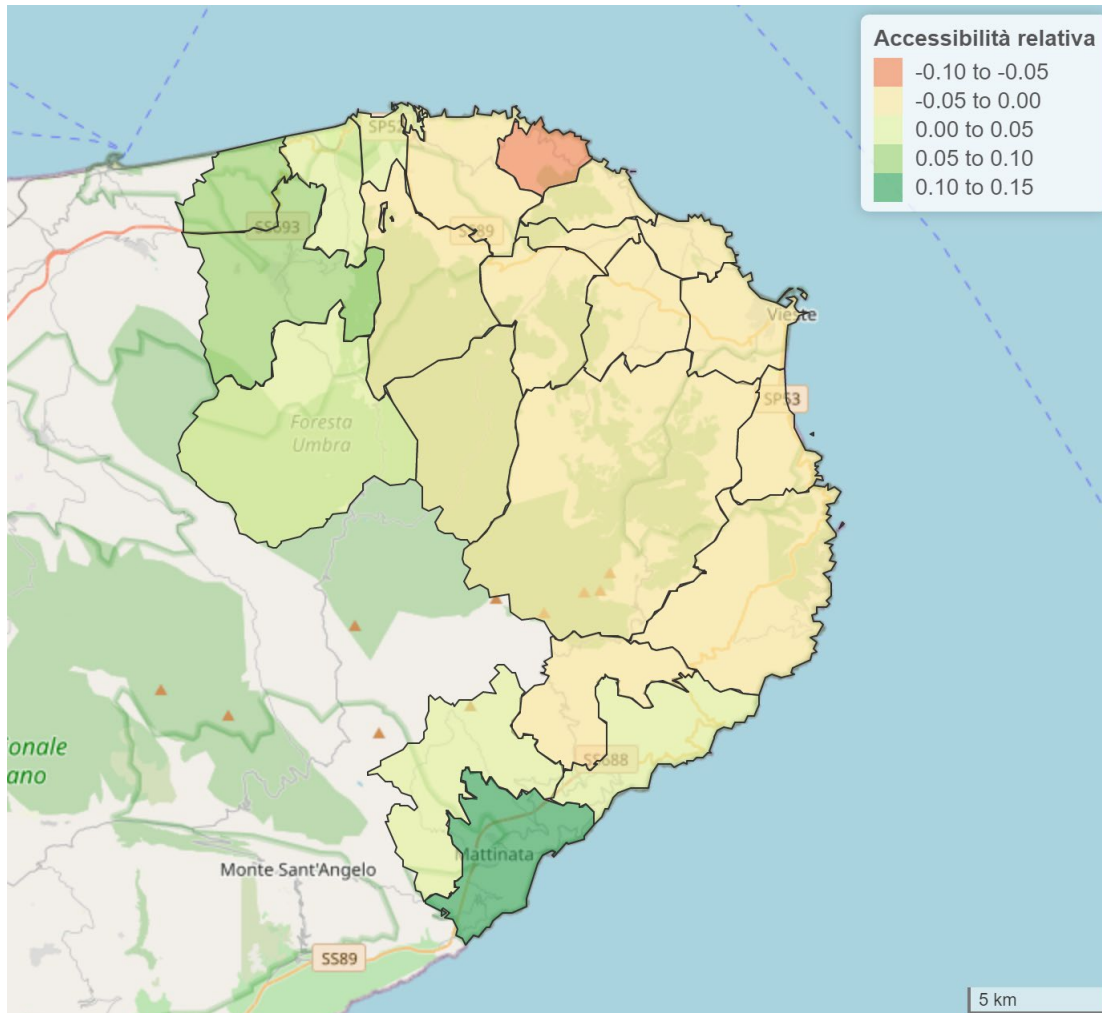 Accessibilità relativa
-0.10 to -0.05
-0.05 to 0.00
0.00 to 0.05
0.05 to 0.10
0.10 to 0.15
SP52
SS693
SS89
Vieste
SP53
Foresta
Umbra
SS688
ionale
ano
Mattinata
Monte Sant'Angelo
SS89
5 km